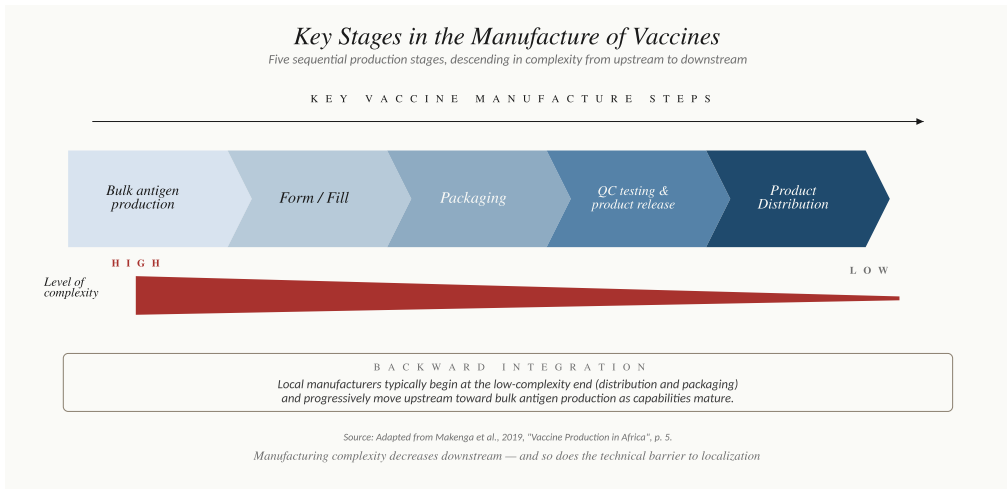 Key Stages in the Manufacture of Vaccines
Five sequential production stages, descending in complexity from upstream to downstream
KEY VACCINE MANUFACTURE STEPS
Bulk antigen
production
Form / Fill
Packaging
QC testing &
product release
Product
Distribution
HIGH
LOW
Level of
complexity
BACKWARD INTEGRATION
Local manufacturers typically begin at the low-complexity end (distribution and packaging)
and progressively move upstream toward bulk antigen production as capabilities mature.
Source: Adapted from Makenga et al., 2019, "Vaccine Production in Africa", p. 5.
Manufacturing complexity decreases downstream — and so does the technical barrier to localization